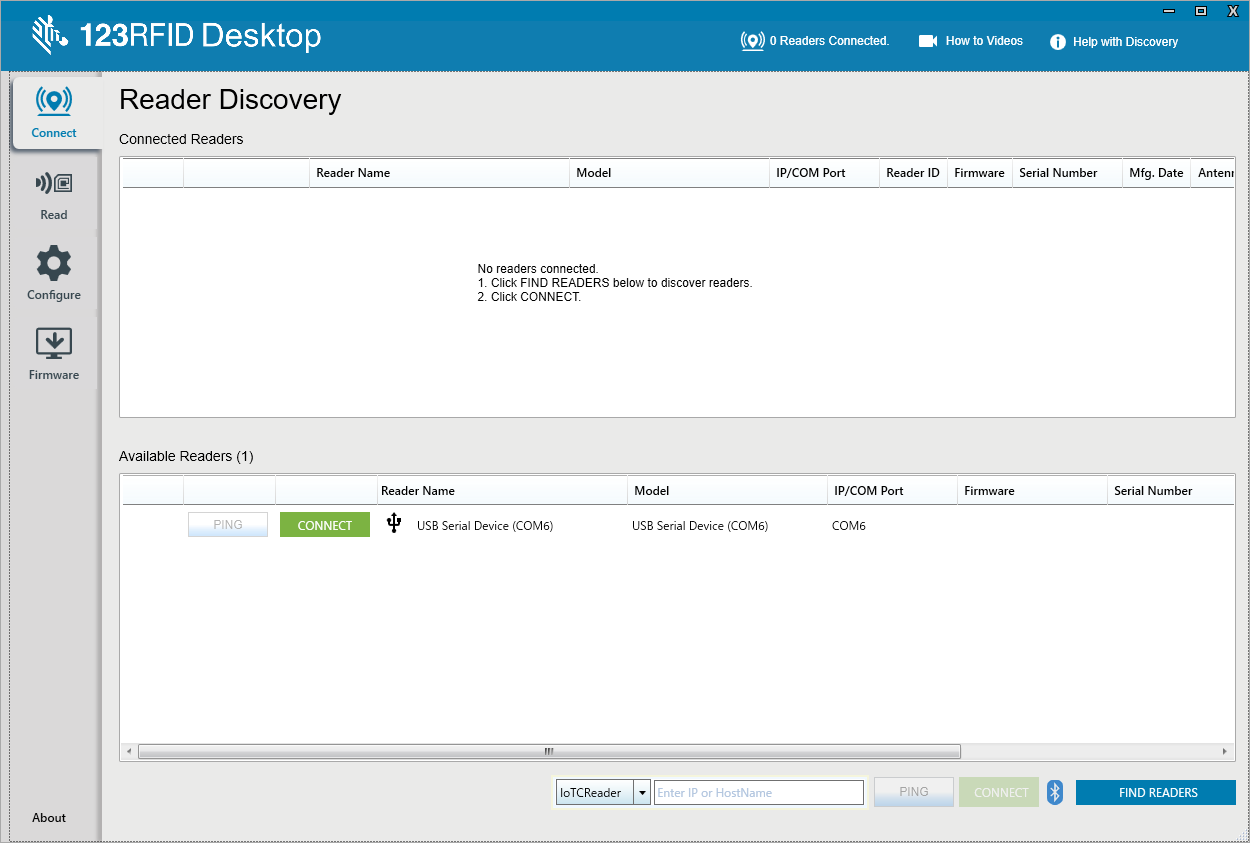 123RFID Desktop
0 Readers Connected.
How to Videos
Help with Discovery
X
Connect
Read
Configure
Firmware
About
Reader Discovery
Connected Readers
Reader Name Model IP/COM Port Reader ID Firmware Serial Number Mfg. Date Antenn
No readers connected.
1. Click FIND READERS below to discover readers.
2. Click CONNECT.
Available Readers (1)
Reader Name Model IP/COM Port Firmware Serial Number
PING CONNECT USB Serial Device (COM6) USB Serial Device (COM6) COM6
IoTCReader Enter IP or HostName PING CONNECT FIND READERS